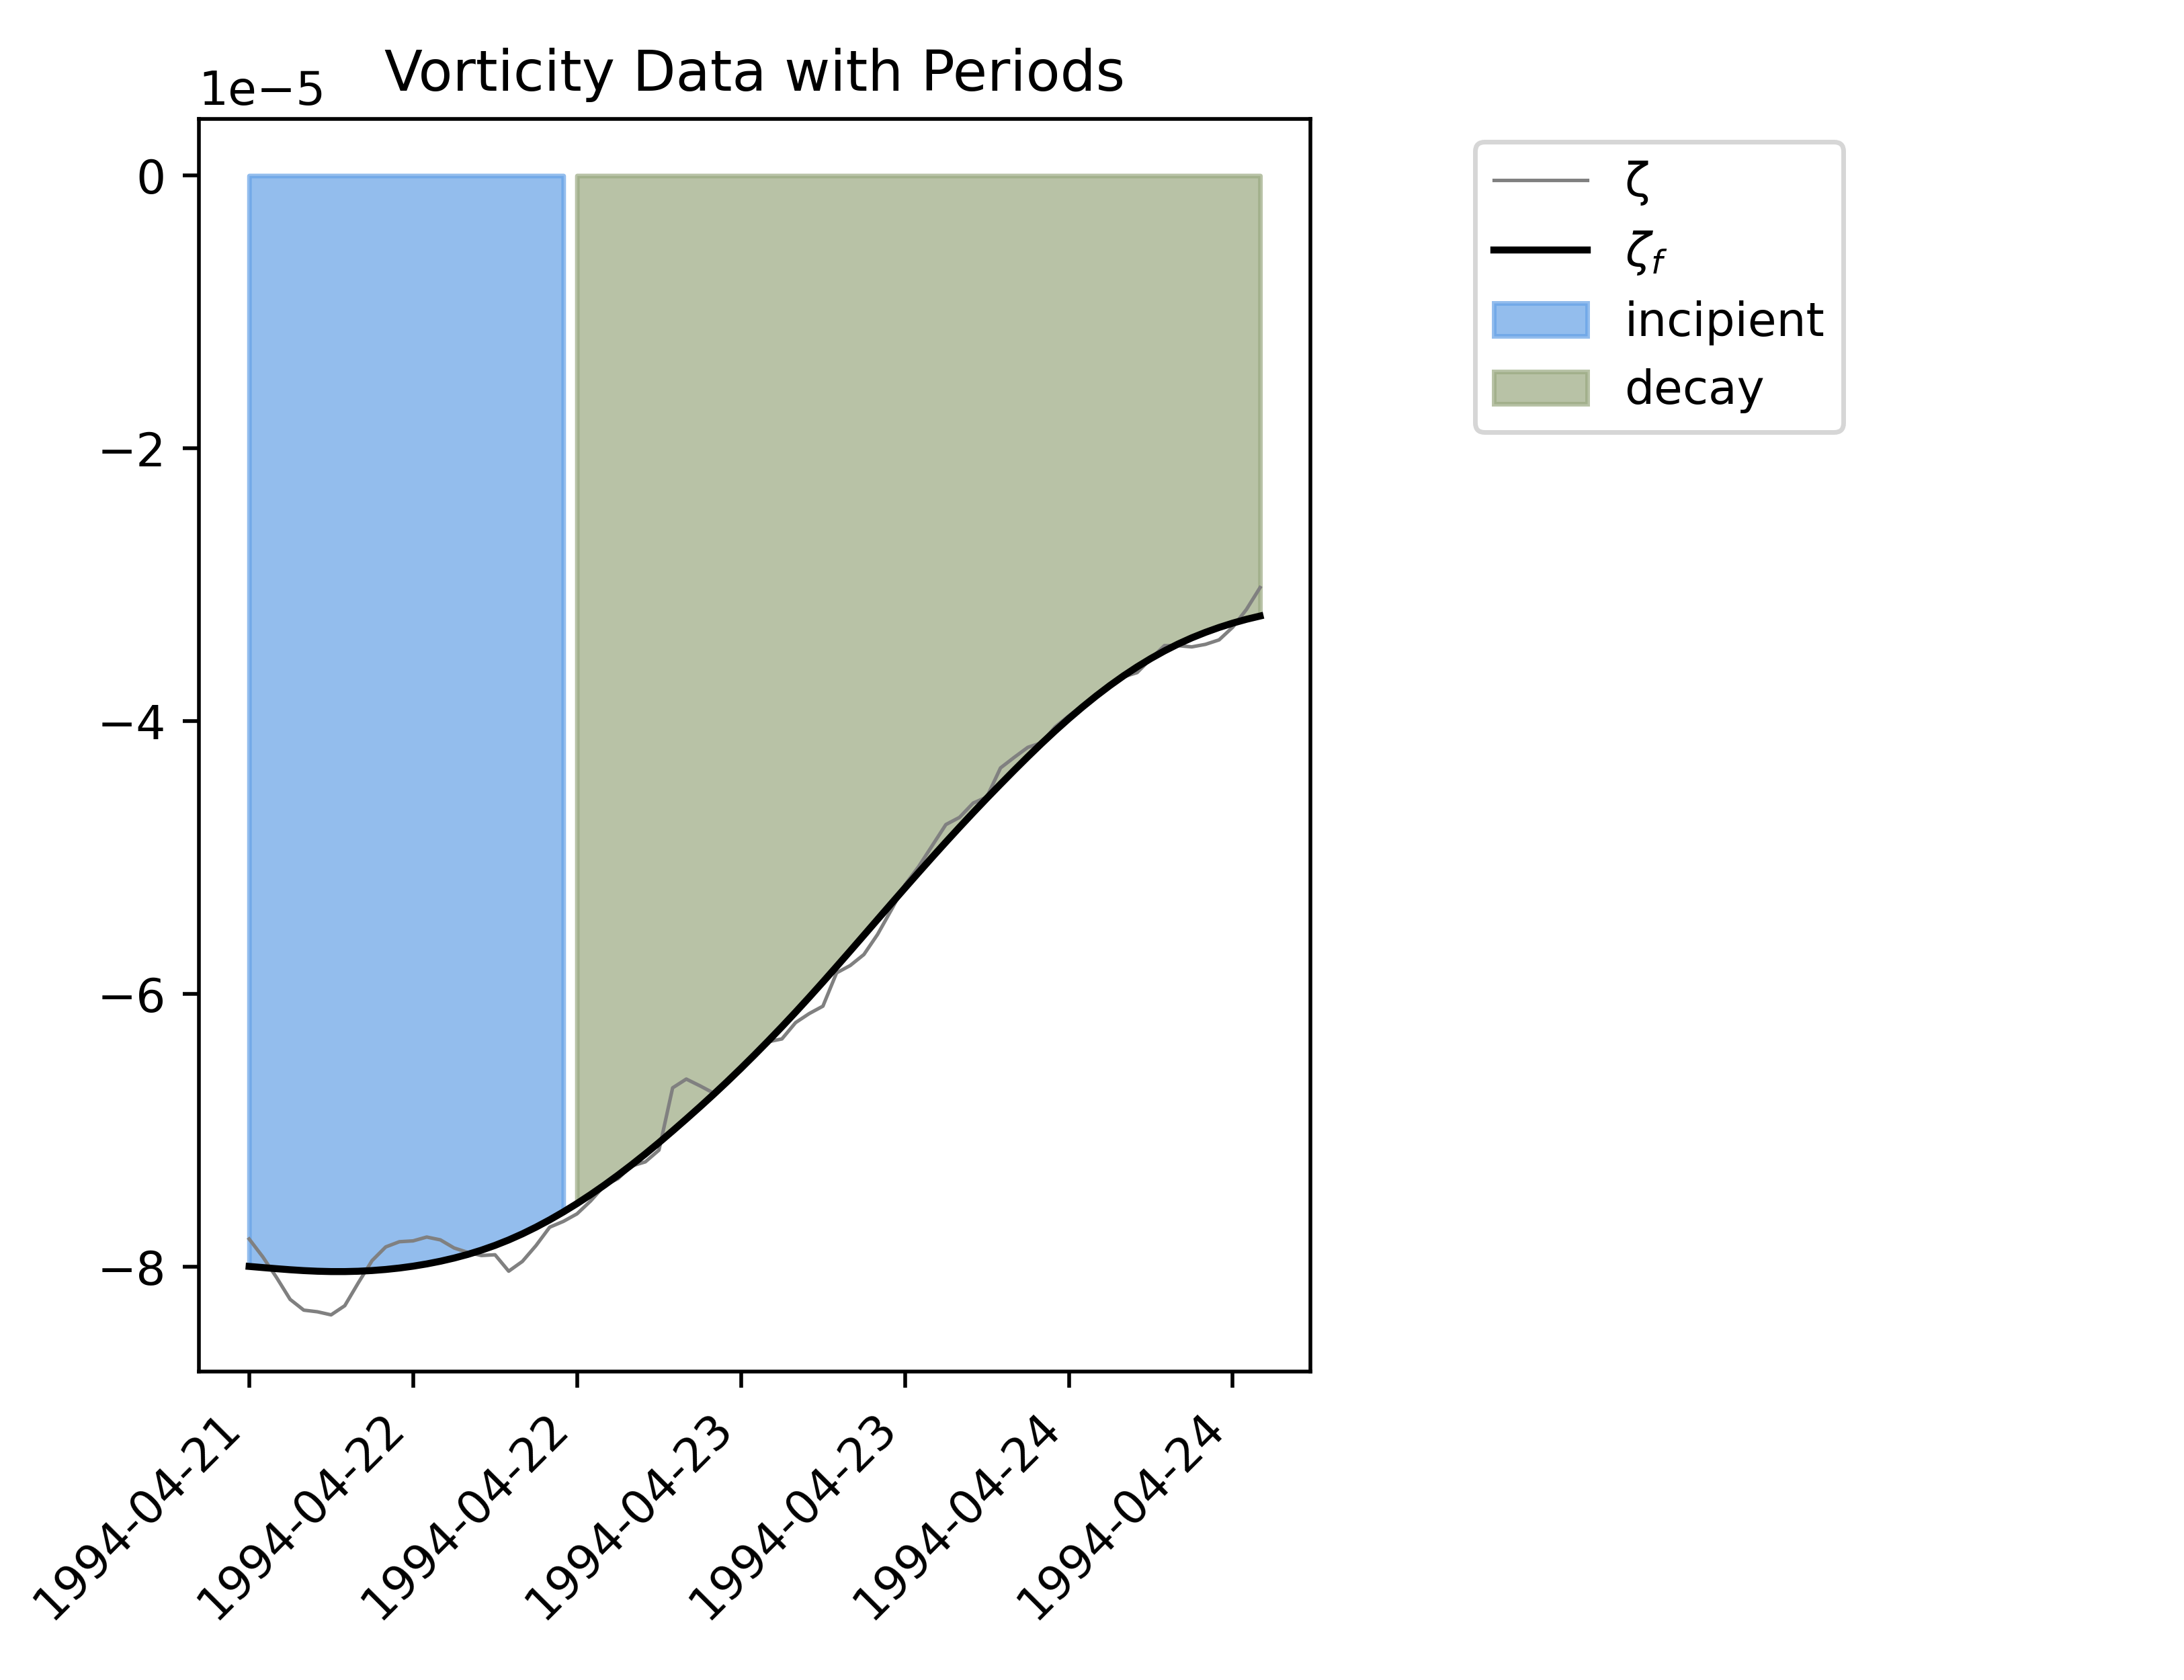 Vorticity Data with Periods
1e−5
0
−2
−4
−6
−8
1994-04-21
1994-04-22
1994-04-22
1994-04-23
1994-04-23
1994-04-24
1994-04-24
ζ
ζf
incipient
decay